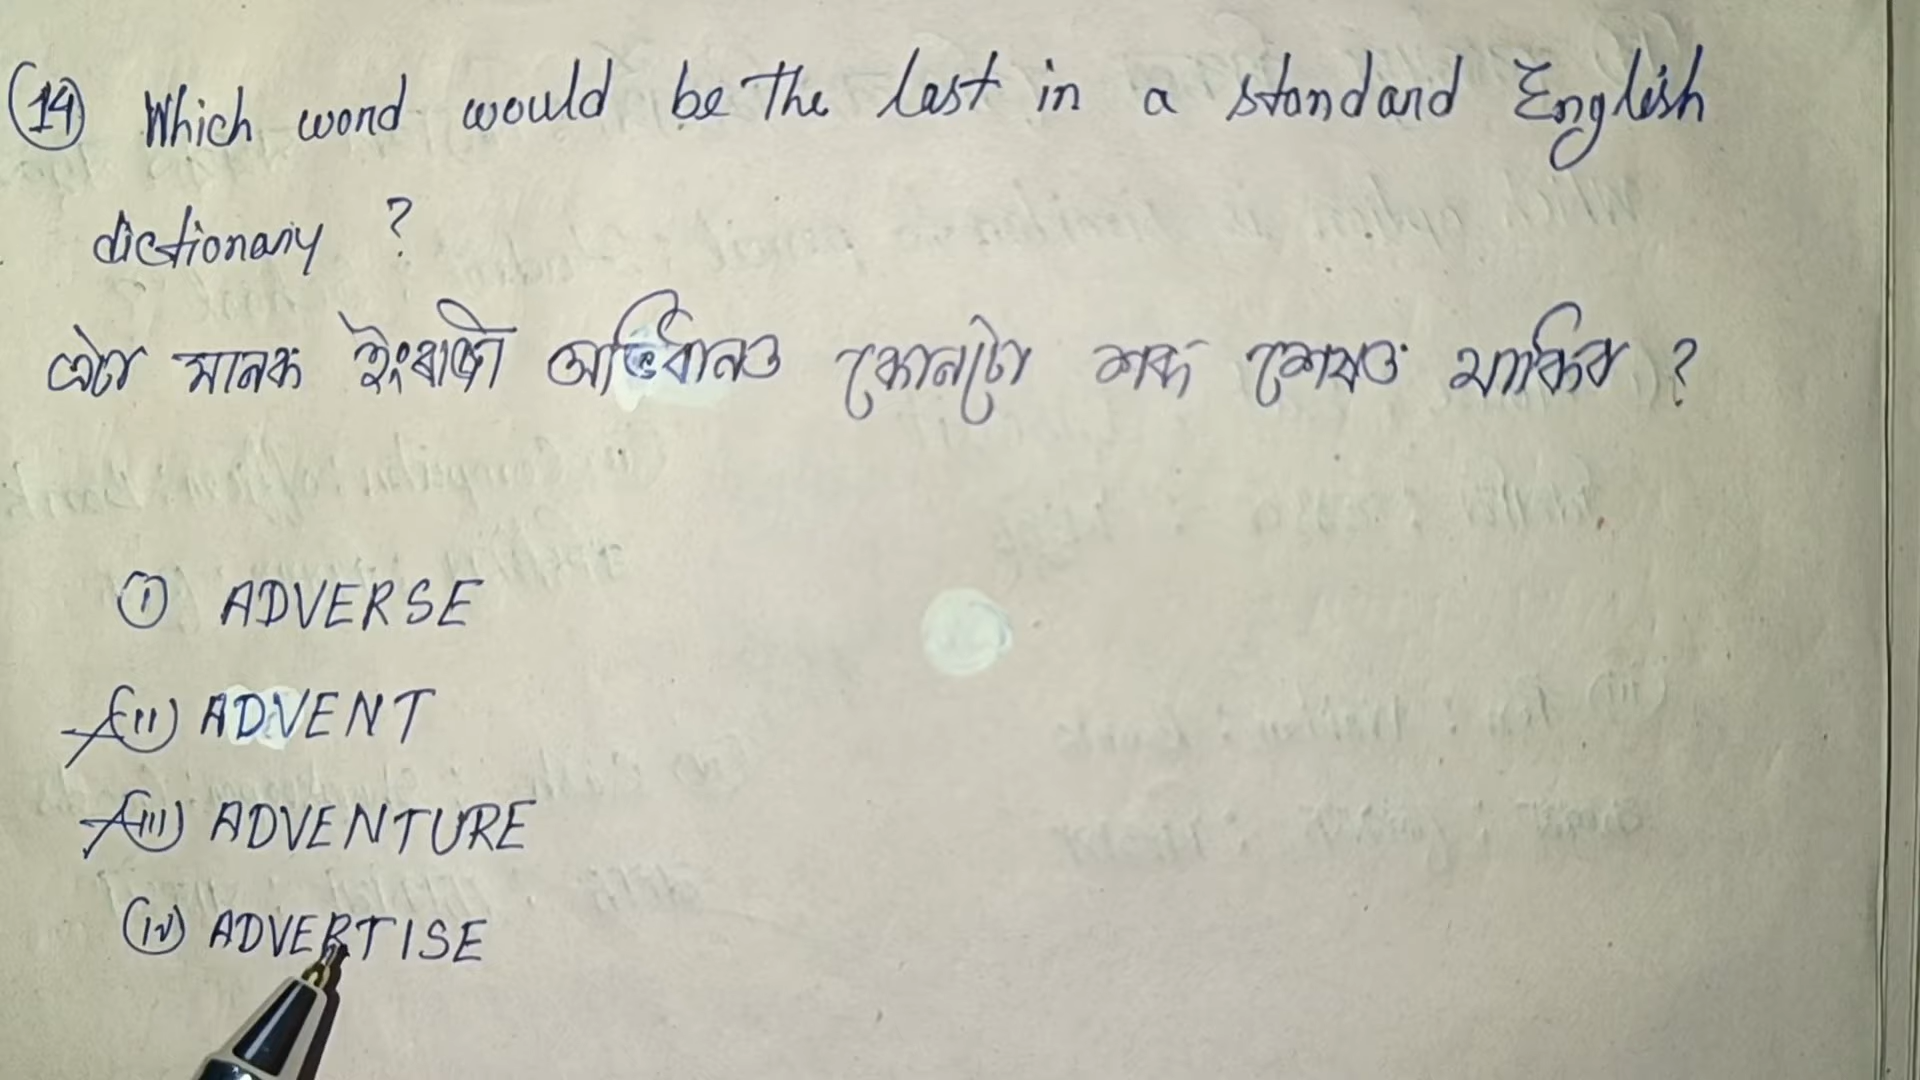 (14) Which word would be the last in a standard English
dictionary ?
এটা মানক ইংৰাজী অভিধানত কোনটো শব্দ শেষত থাকিব ?
(i) ADVERSE
(ii) ADVENT
(iii) ADVENTURE
(iv) ADVERTISE